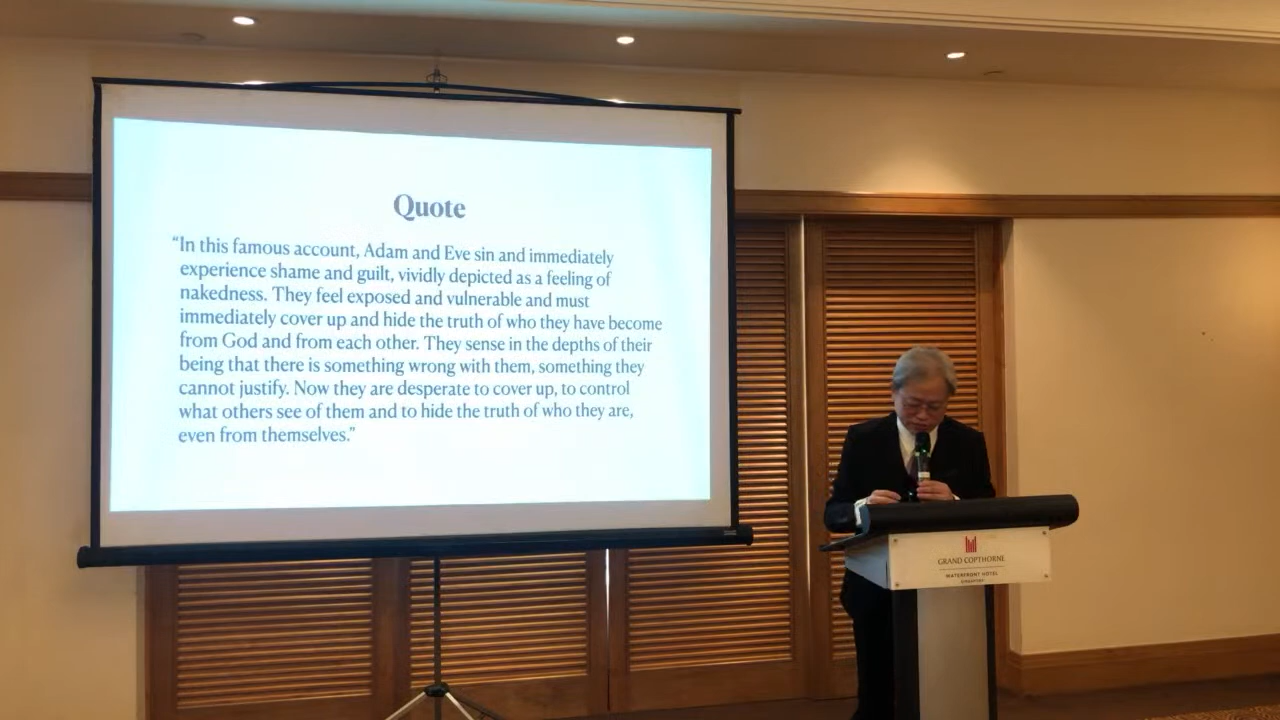 Quote
“In this famous account, Adam and Eve sin and immediately
experience shame and guilt, vividly depicted as a feeling of
nakedness. They feel exposed and vulnerable and must
immediately cover up and hide the truth of who they have become
from God and from each other. They sense in the depths of their
being that there is something wrong with them, something they
cannot justify. Now they are desperate to cover up, to control
what others see of them and to hide the truth of who they are,
even from themselves.”
GRAND COPTHORNE
WATERFRONT HOTEL
SINGAPORE